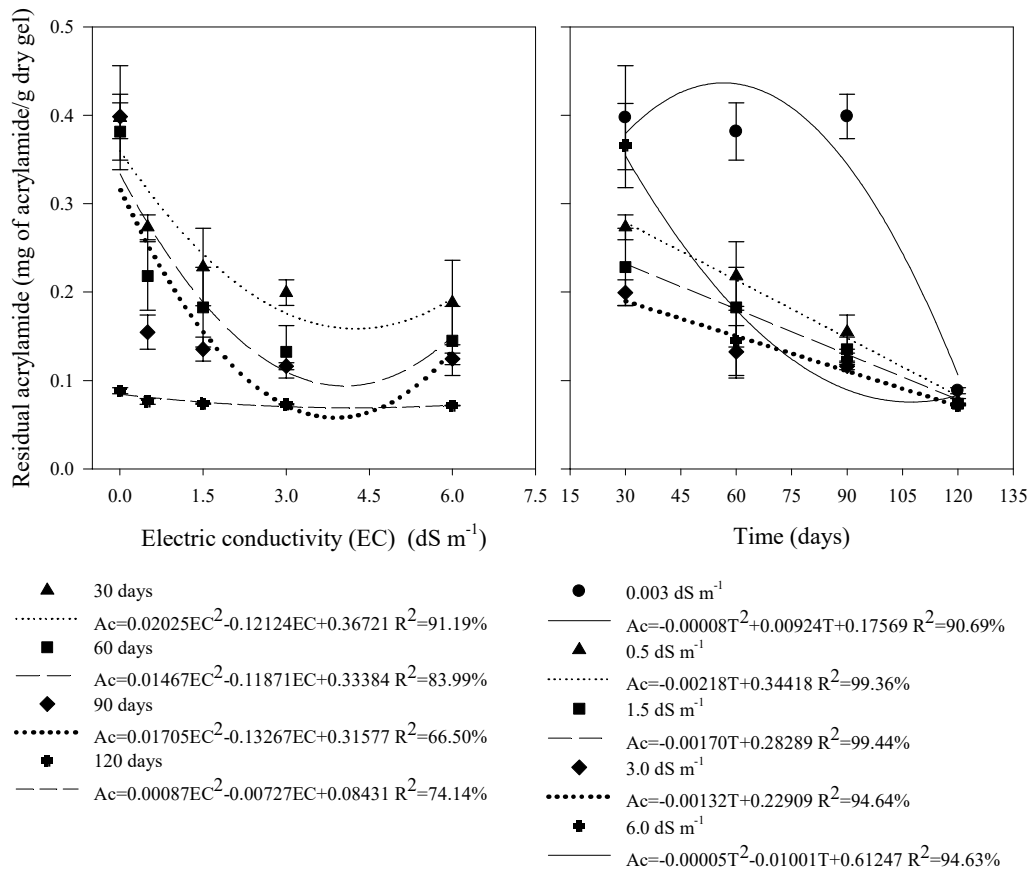 Residual acrylamide (mg of acrylamide/g dry gel)
0.5
0.4
0.3
0.2
0.1
0.0
0.0 1.5 3.0 4.5 6.0 7.5
15 30 45 60 75 90 105 120 135
Electric conductivity (EC) (dS m⁻¹)
Time (days)
30 days
Ac=0.02025EC²-0.12124EC+0.36721 R²=91.19%
60 days
Ac=0.01467EC²-0.11871EC+0.33384 R²=83.99%
90 days
Ac=0.01705EC²-0.13267EC+0.31577 R²=66.50%
120 days
Ac=0.00087EC²-0.00727EC+0.08431 R²=74.14%
0.003 dS m⁻¹
Ac=-0.00008T²+0.00924T+0.17569 R²=90.69%
0.5 dS m⁻¹
Ac=-0.00218T+0.34418 R²=99.36%
1.5 dS m⁻¹
Ac=-0.00170T+0.28289 R²=99.44%
3.0 dS m⁻¹
Ac=-0.00132T+0.22909 R²=94.64%
6.0 dS m⁻¹
Ac=-0.00005T²-0.01001T+0.61247 R²=94.63%